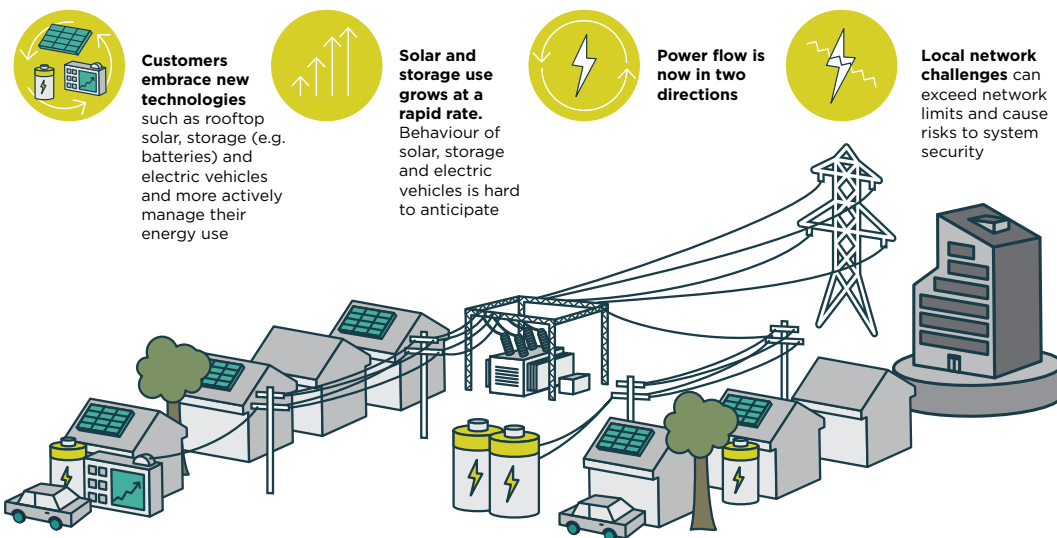 Customers
embrace new
technologies
such as rooftop
solar, storage (e.g.
batteries) and
electric vehicles
and more actively
manage their
energy use
Solar and
storage use
grows at a
rapid rate.
Behaviour of
solar, storage
and electric
vehicles is hard
to anticipate
Power flow is
now in two
directions
Local network
challenges can
exceed network
limits and cause
risks to system
security